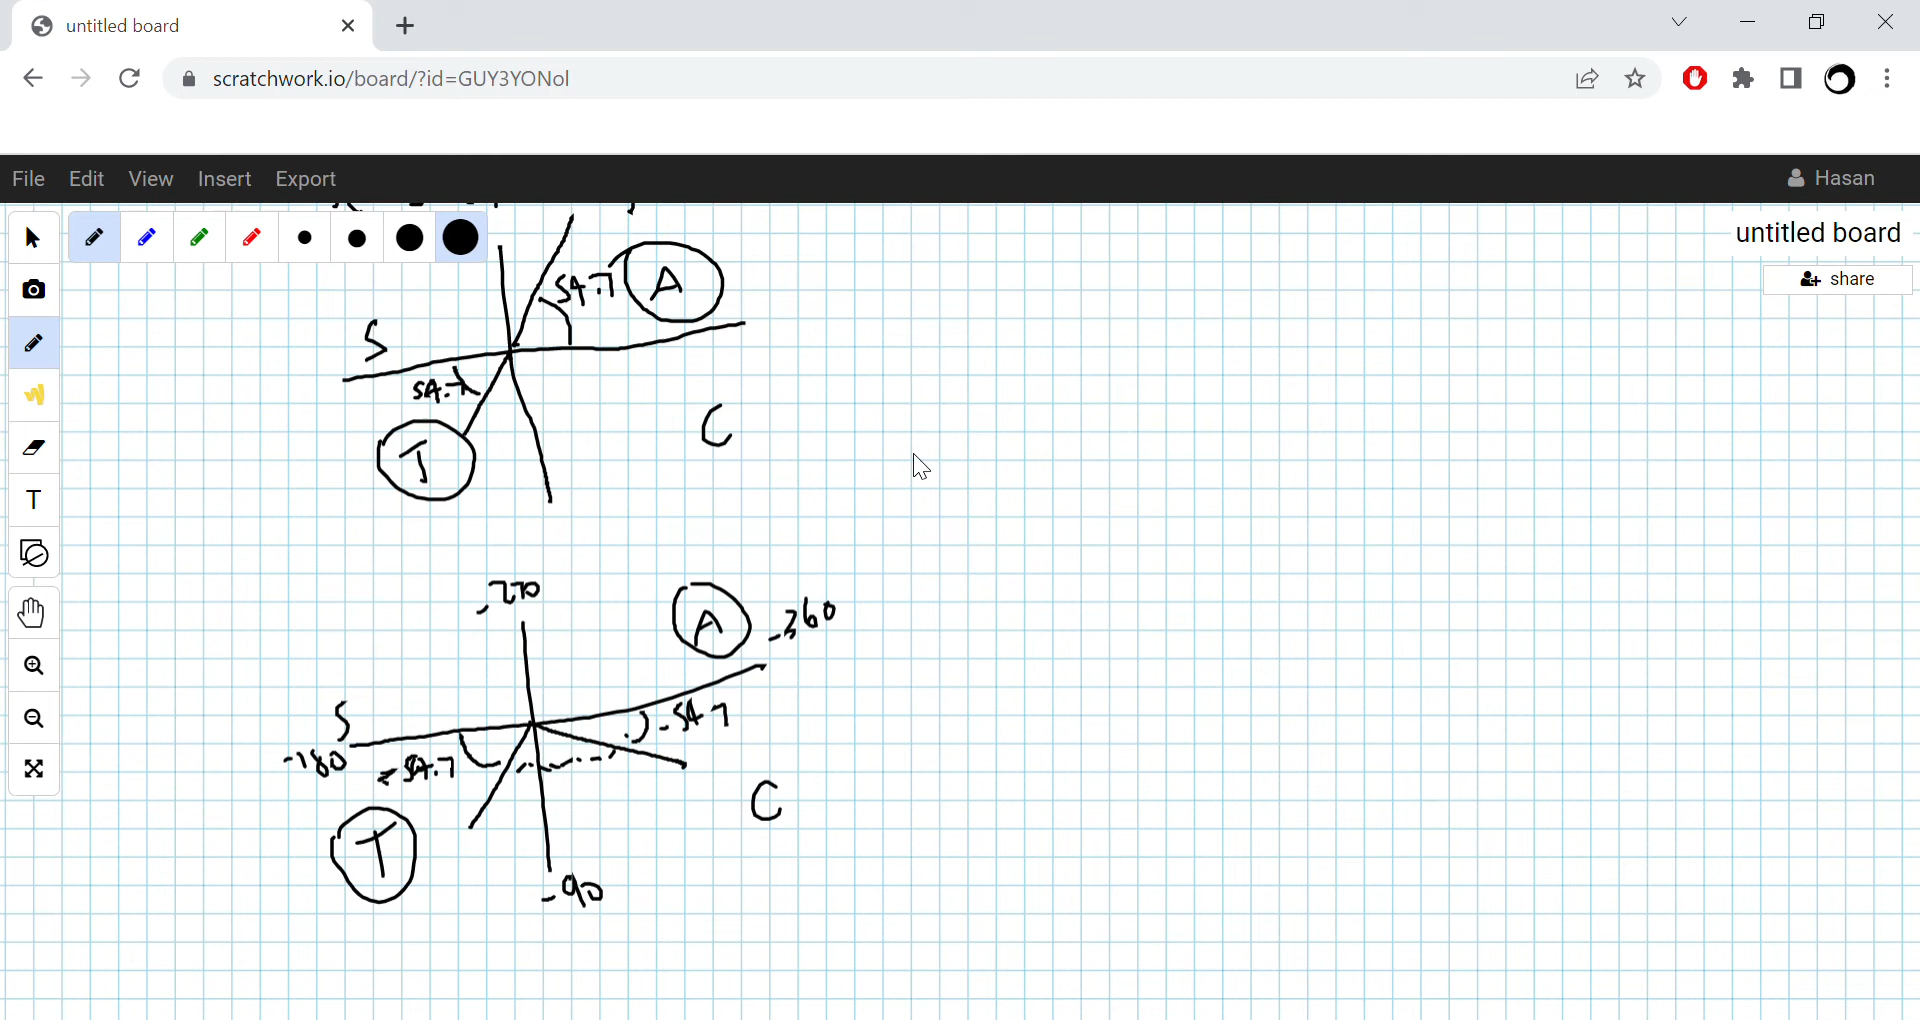 untitled board
scratchwork.io/board/?id=GUY3YONol
File Edit View Insert Export
Hasan
untitled board
share
54.7
A
S
54.7
T
C
-270
A
-360
S
-54.7
-180
54.7
C
T
-90
T